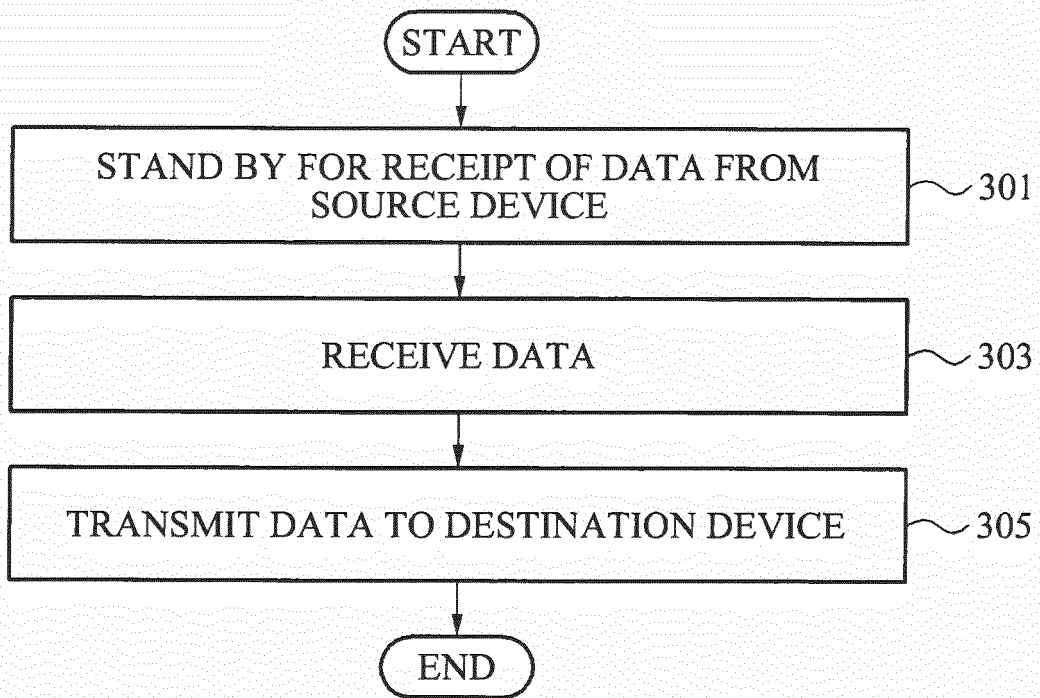 START
STAND BY FOR RECEIPT OF DATA FROM
SOURCE DEVICE
301
RECEIVE DATA
303
TRANSMIT DATA TO DESTINATION DEVICE
305
END